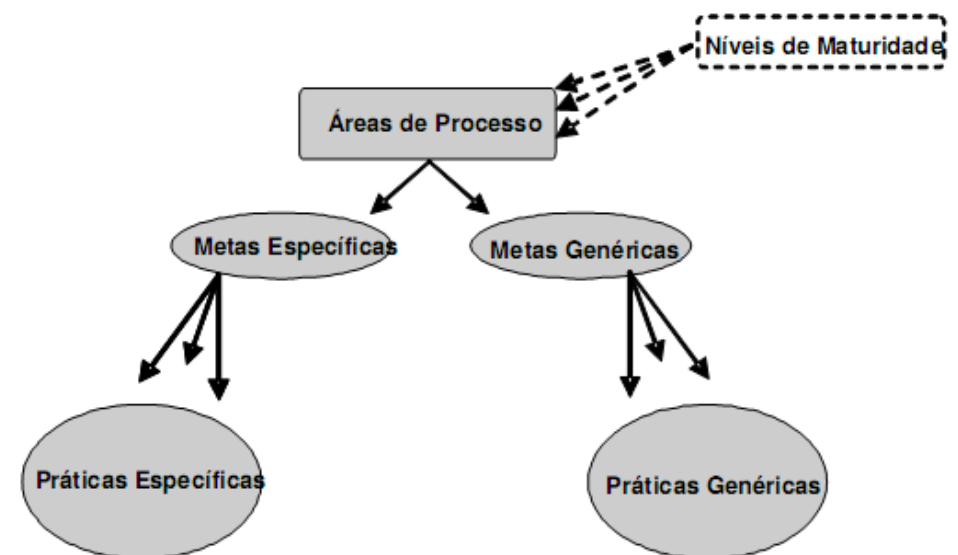 Níveis de Maturidade
Áreas de Processo
Metas Específicas
Metas Genéricas
Práticas Específicas
Práticas Genéricas